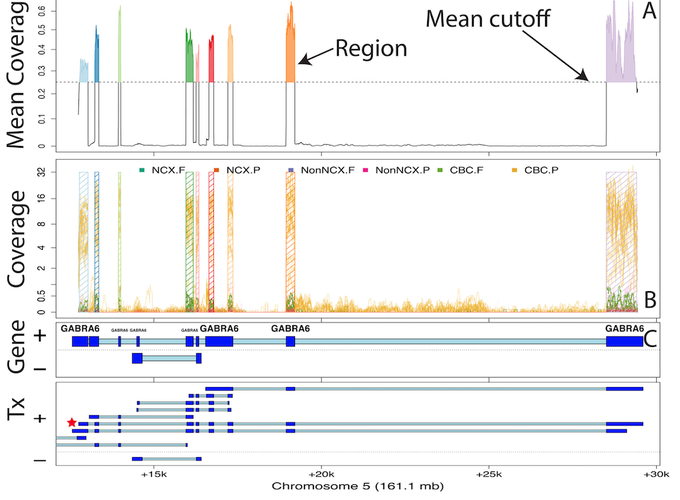 A
Mean Coverage
0.6
0.5
0.4
0.3
0.2
0.1
0
Region
Mean cutoff
NCX.F NCX.P NonNCX.F NonNCX.P CBC.F CBC.P
Coverage
32
16
8
4
2
0.5
0
B
Gene
+
−
GABRA6 GABRA6 GABRA6 GABRA6 GABRA6 GABRA6 GABRA6
C
Tx
+
−
+15k +20k +25k +30k
Chromosome 5 (161.1 mb)